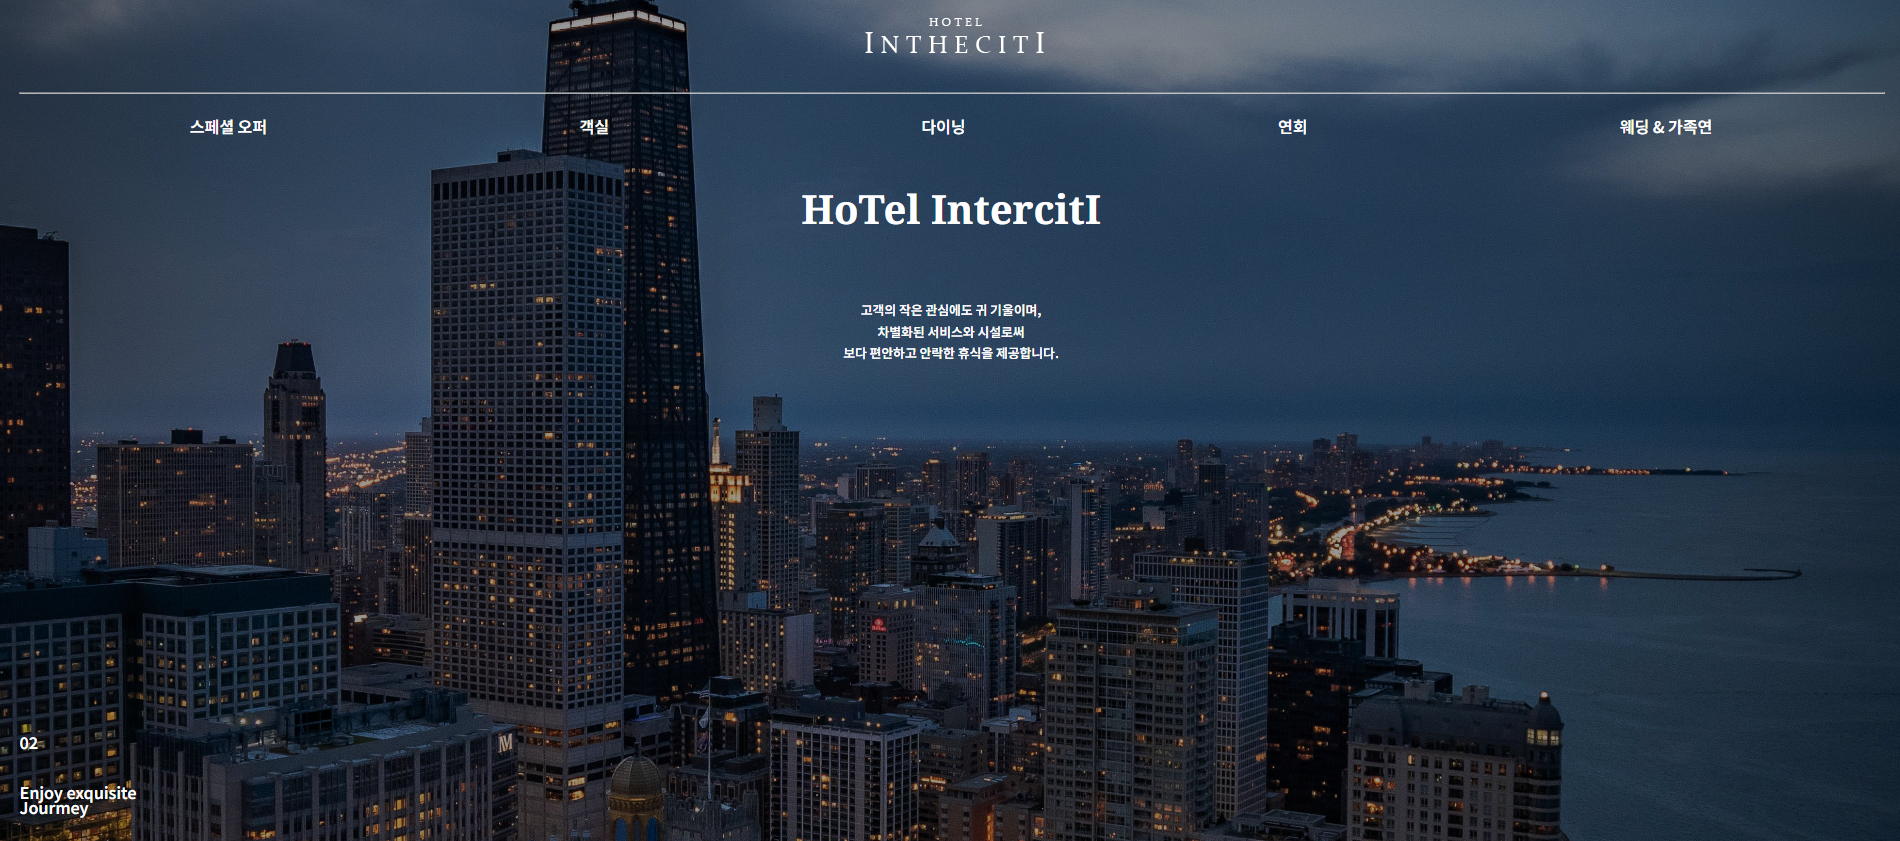 HOTEL
INTHECITI
스페셜 오퍼
객실
다이닝
연회
웨딩 & 가족연
HoTel IntercitI
고객의 작은 관심에도 귀 기울이며,
차별화된 서비스와 시설로써
보다 편안하고 안락한 휴식을 제공합니다.
02
Enjoy exquisite
Jourmey